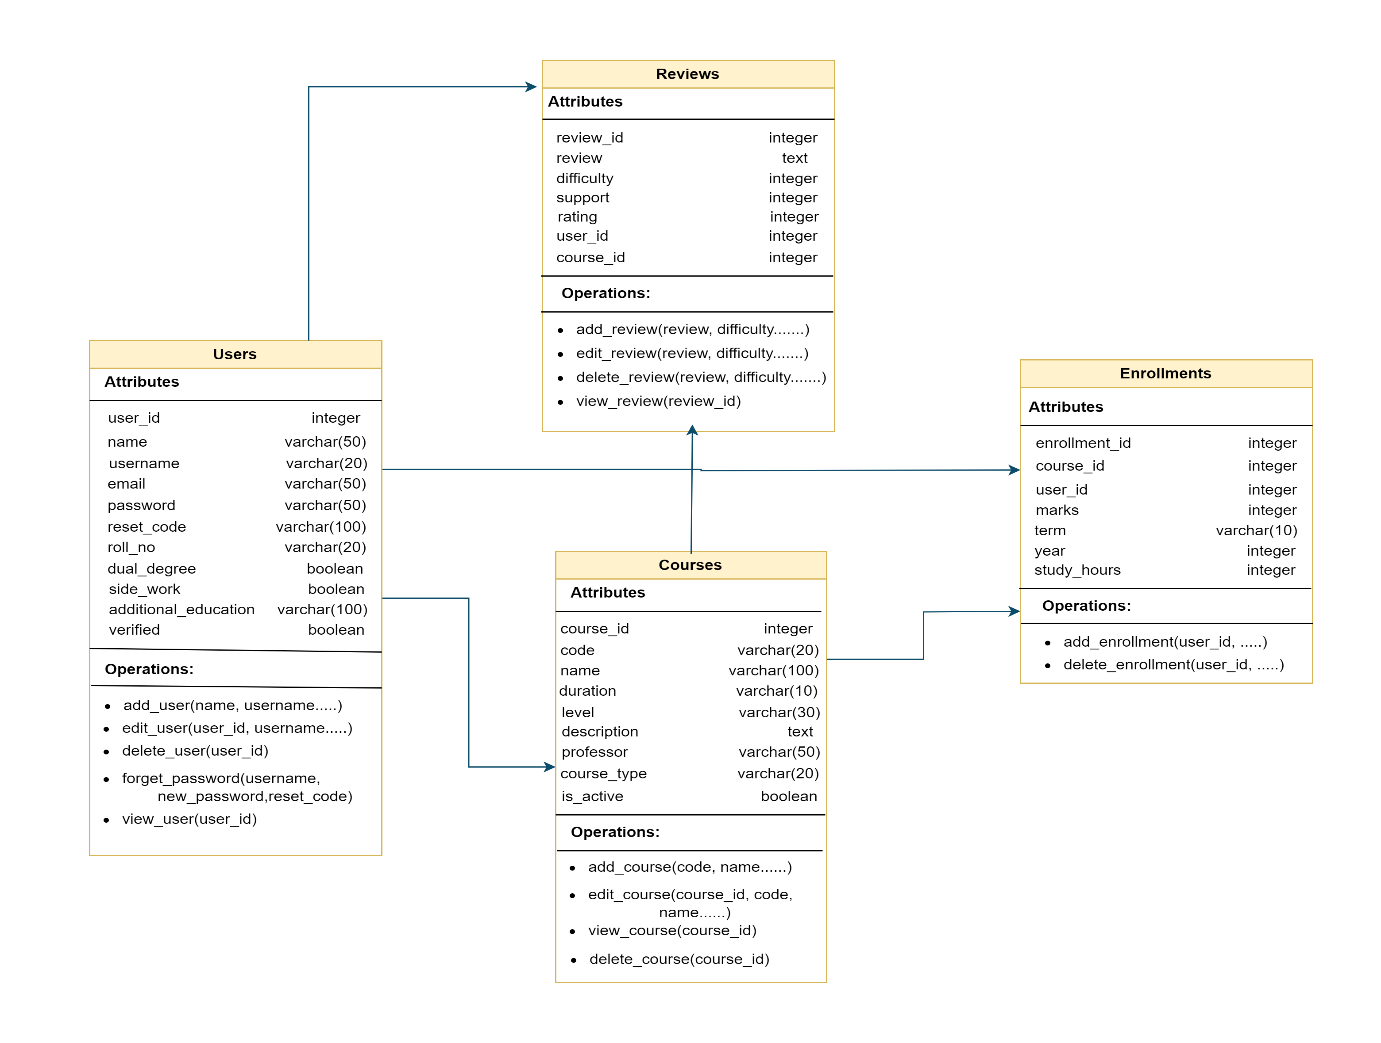 Reviews
Attributes
review_id integer
review text
difficulty integer
support integer
rating integer
user_id integer
course_id integer
Operations:
• add_review(review, difficulty.......)
• edit_review(review, difficulty.......)
• delete_review(review, difficulty.......)
• view_review(review_id)
Users
Attributes
user_id integer
name varchar(50)
username varchar(20)
email varchar(50)
password varchar(50)
reset_code varchar(100)
roll_no varchar(20)
dual_degree boolean
side_work boolean
additional_education varchar(100)
verified boolean
Operations:
• add_user(name, username.....)
• edit_user(user_id, username.....)
• delete_user(user_id)
• forget_password(username,
new_password,reset_code)
• view_user(user_id)
Courses
Attributes
course_id integer
code varchar(20)
name varchar(100)
duration varchar(10)
level varchar(30)
description text
professor varchar(50)
course_type varchar(20)
is_active boolean
Operations:
• add_course(code, name......)
• edit_course(course_id, code,
name......)
• view_course(course_id)
• delete_course(course_id)
Enrollments
Attributes
enrollment_id integer
course_id integer
user_id integer
marks integer
term varchar(10)
year integer
study_hours integer
Operations:
• add_enrollment(user_id, .....)
• delete_enrollment(user_id, .....)